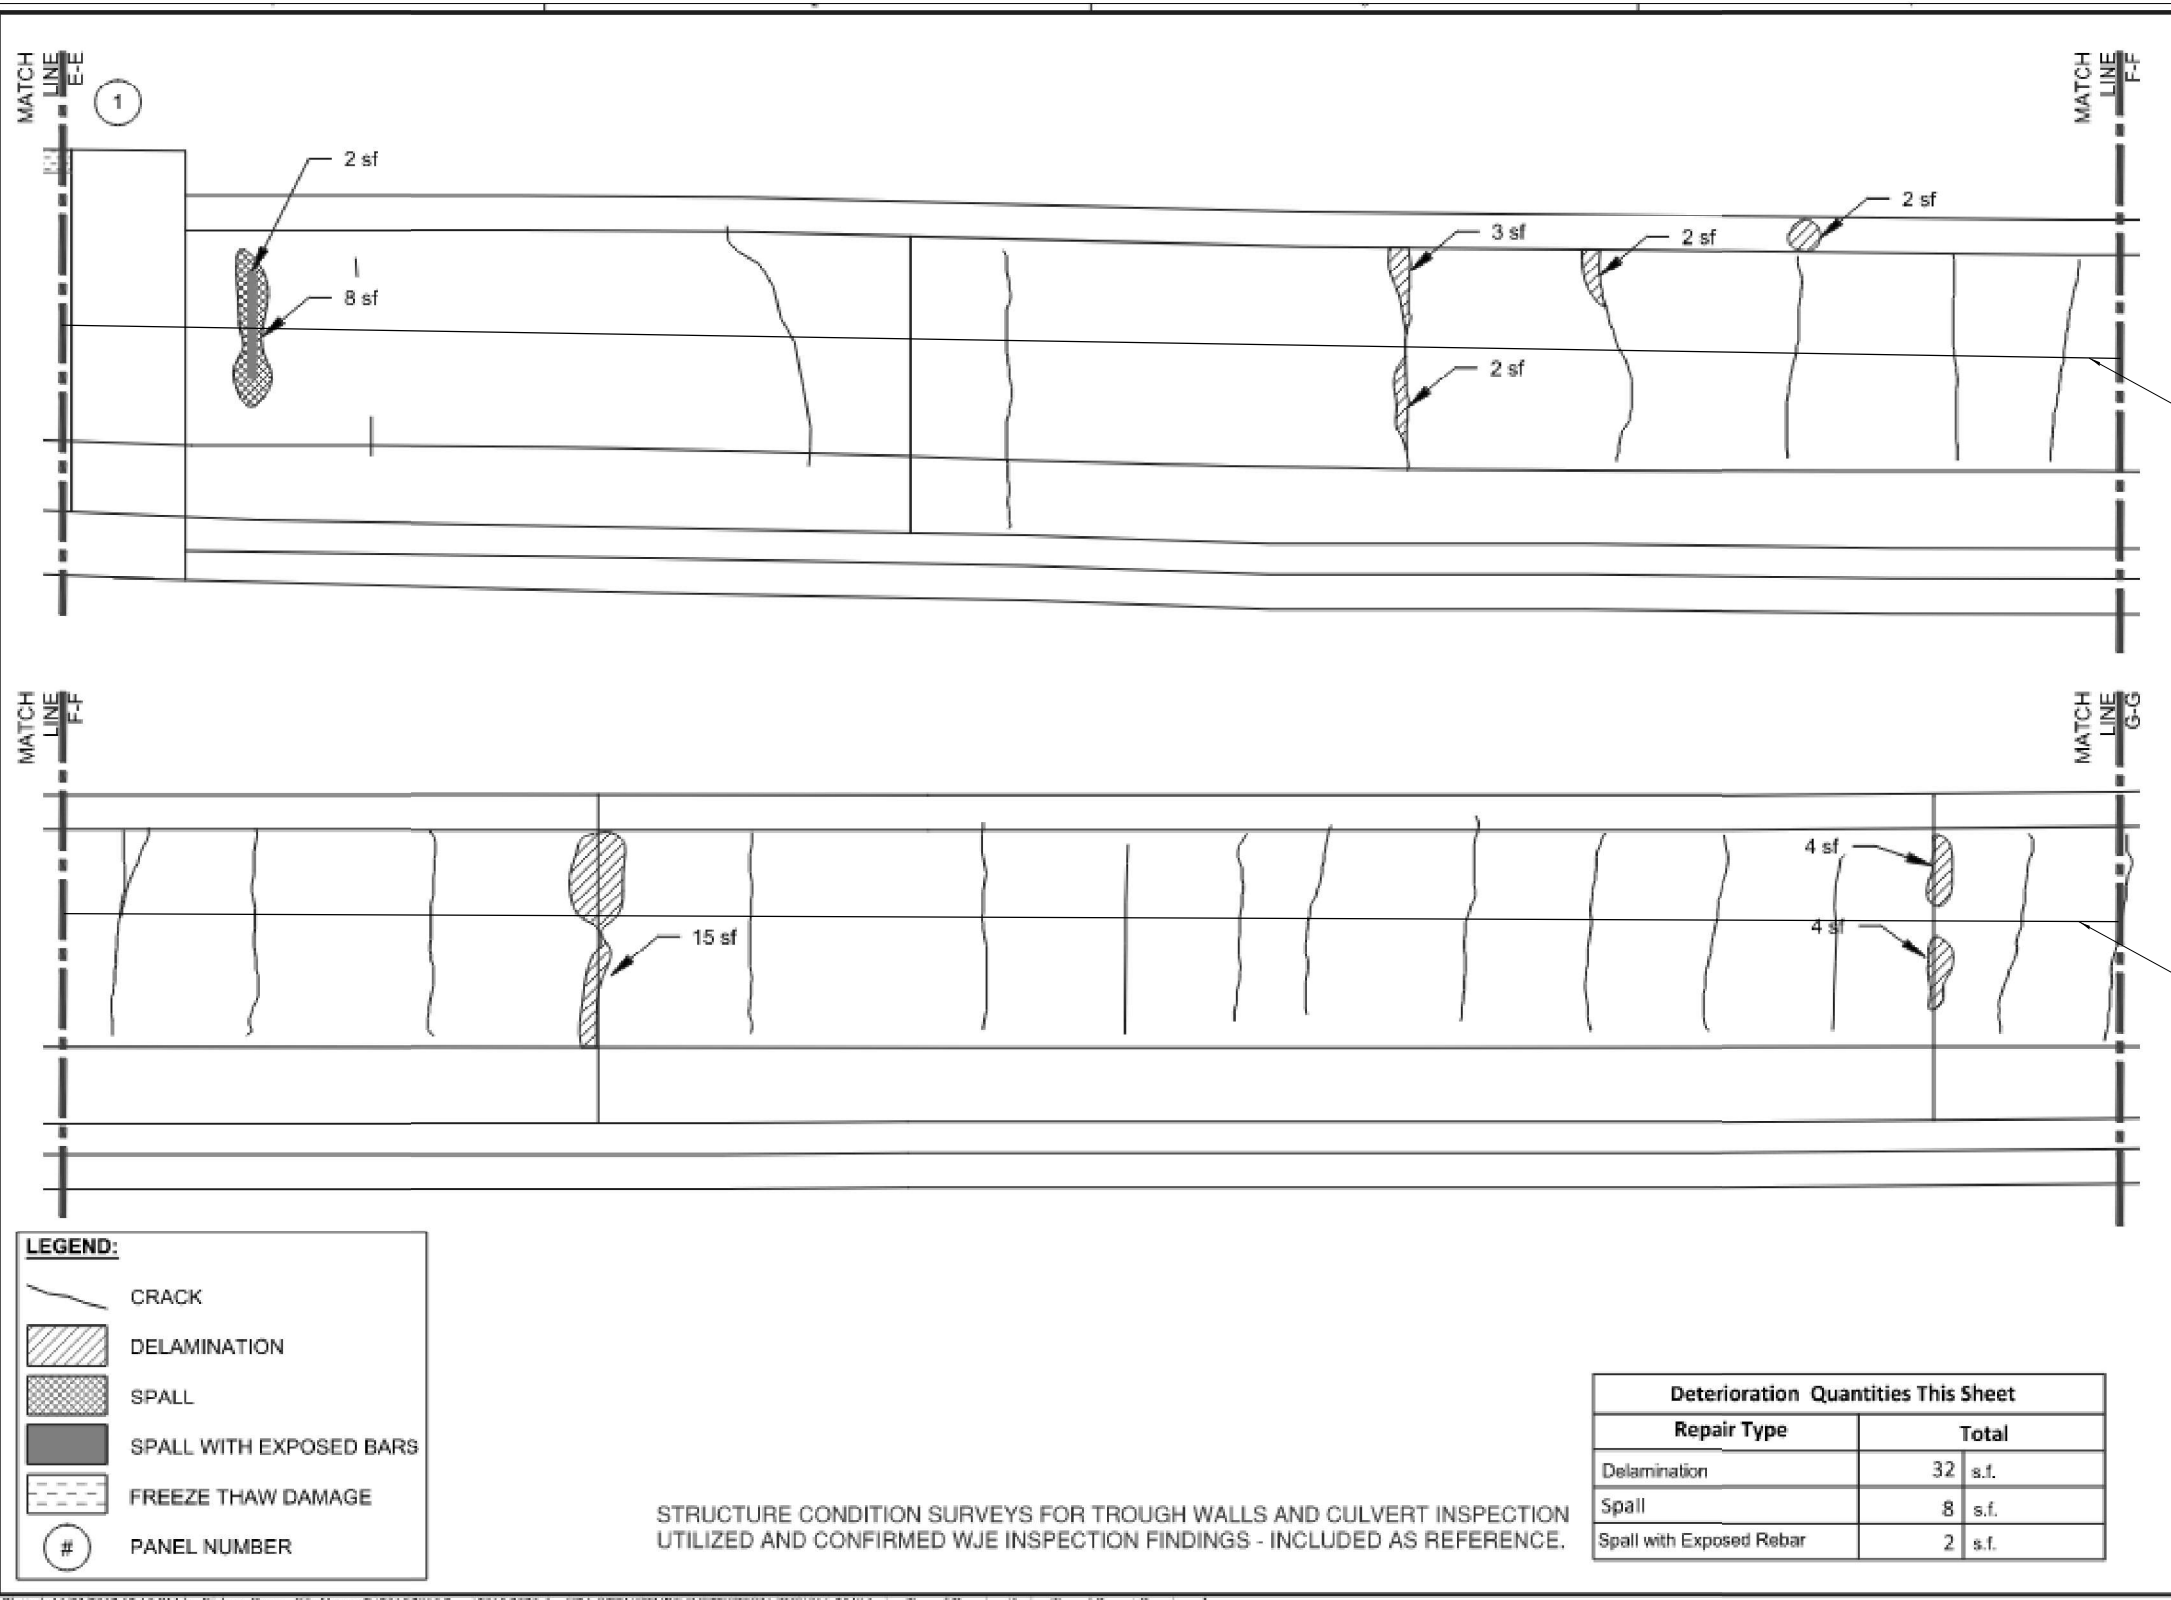 MATCH
LINE
E-E
1
MATCH
LINE
F-F
2 sf
8 sf
3 sf
2 sf
2 sf
2 sf
MATCH
LINE
F-F
MATCH
LINE
G-G
15 sf
4 sf
4 sf
LEGEND:
CRACK
DELAMINATION
SPALL
SPALL WITH EXPOSED BARS
FREEZE THAW DAMAGE
# PANEL NUMBER
STRUCTURE CONDITION SURVEYS FOR TROUGH WALLS AND CULVERT INSPECTION
UTILIZED AND CONFIRMED WJE INSPECTION FINDINGS - INCLUDED AS REFERENCE.
Deterioration Quantities This Sheet
Repair Type Total
Delamination 32 s.f.
Spall 8 s.f.
Spall with Exposed Rebar 2 s.f.